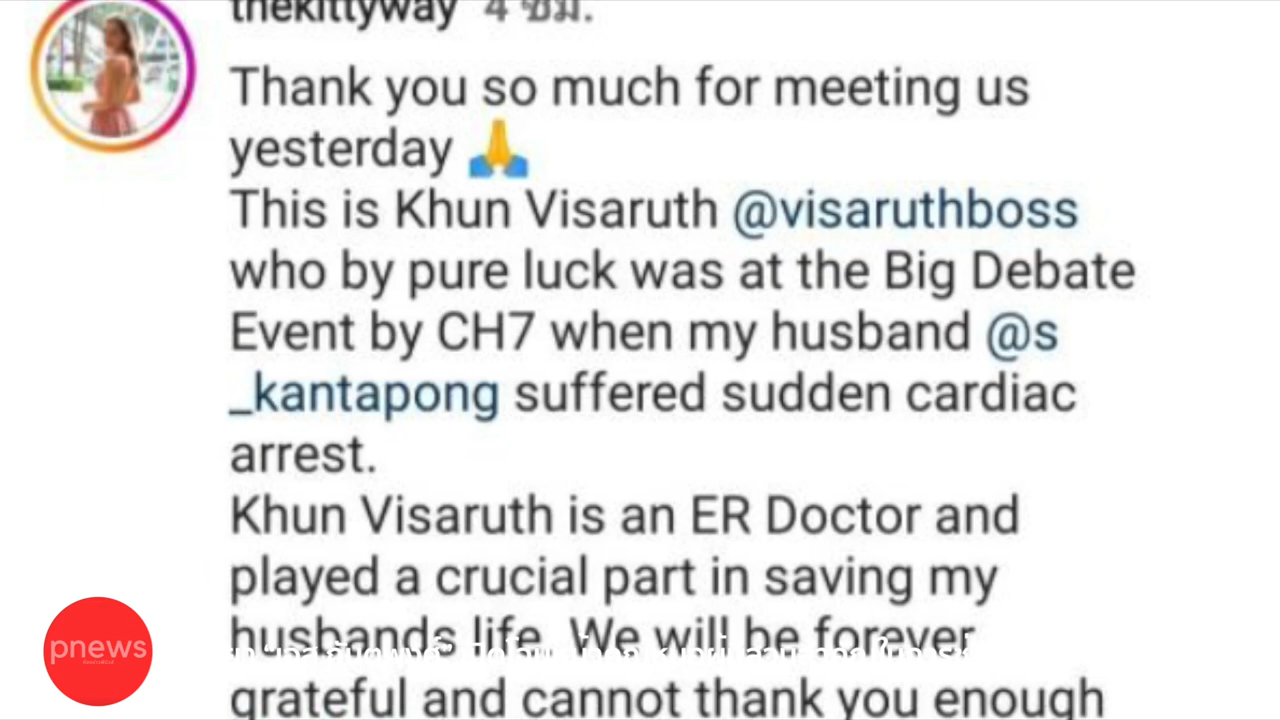 thekittyway 4 ชม.
Thank you so much for meeting us
yesterday 🙏
This is Khun Visaruth @visaruthboss
who by pure luck was at the Big Debate
Event by CH7 when my husband @s
_kantapong suffered sudden cardiac
arrest.
Khun Visaruth is an ER Doctor and
played a crucial part in saving my
husbands life. We will be forever
grateful and cannot thank you enough
pnews